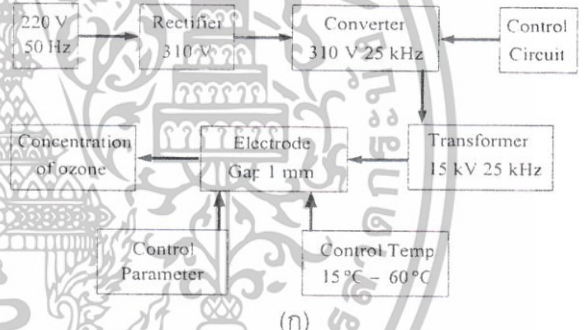 220 V
50 Hz
Rectifier
310 V
Converter
310 V 25 kHz
Control
Circuit
Concentration
of ozone
Electrode
Gap 1 mm
Transformer
15 kV 25 kHz
Control
Parameter
Control Temp
15 °C – 60 °C
(ก)